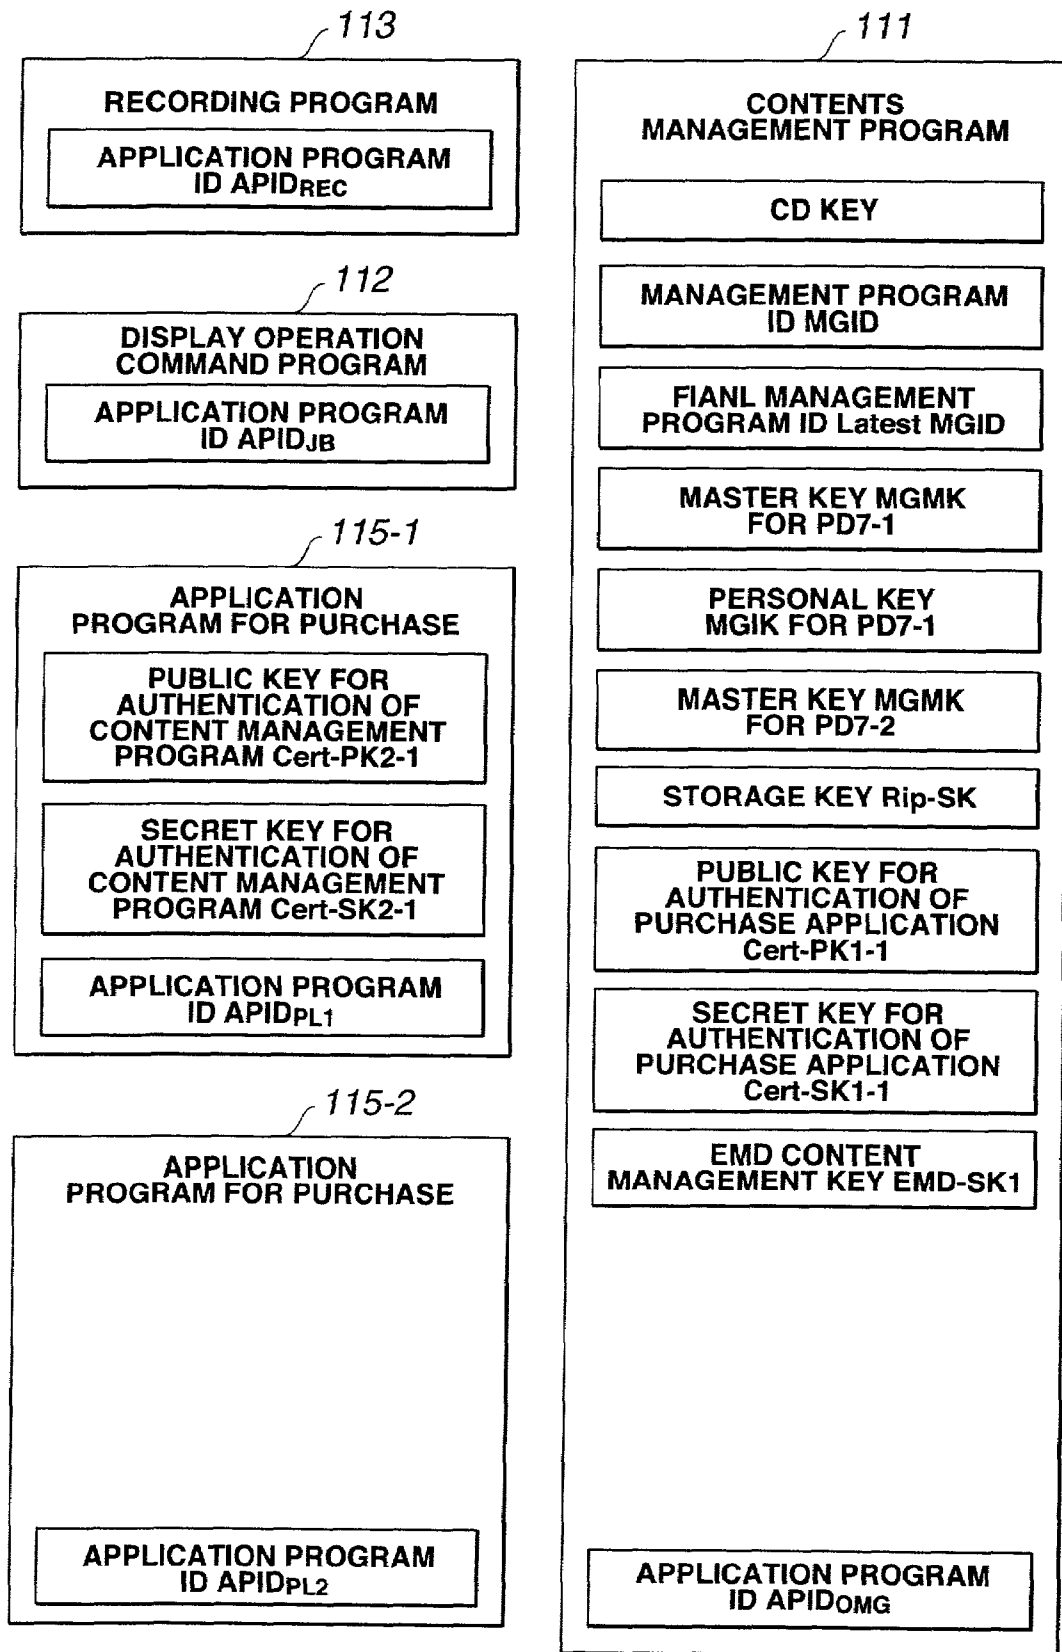 113
RECORDING PROGRAM
APPLICATION PROGRAM
ID APIDREC
112
DISPLAY OPERATION
COMMAND PROGRAM
APPLICATION PROGRAM
ID APIDJB
115-1
APPLICATION
PROGRAM FOR PURCHASE
PUBLIC KEY FOR
AUTHENTICATION OF
CONTENT MANAGEMENT
PROGRAM Cert-PK2-1
SECRET KEY FOR
AUTHENTICATION OF
CONTENT MANAGEMENT
PROGRAM Cert-SK2-1
APPLICATION PROGRAM
ID APIDPL1
115-2
APPLICATION
PROGRAM FOR PURCHASE
APPLICATION PROGRAM
ID APIDPL2
111
CONTENTS
MANAGEMENT PROGRAM
CD KEY
MANAGEMENT PROGRAM
ID MGID
FIANL MANAGEMENT
PROGRAM ID Latest MGID
MASTER KEY MGMK
FOR PD7-1
PERSONAL KEY
MGIK FOR PD7-1
MASTER KEY MGMK
FOR PD7-2
STORAGE KEY Rip-SK
PUBLIC KEY FOR
AUTHENTICATION OF
PURCHASE APPLICATION
Cert-PK1-1
SECRET KEY FOR
AUTHENTICATION OF
PURCHASE APPLICATION
Cert-SK1-1
EMD CONTENT
MANAGEMENT KEY EMD-SK1
APPLICATION PROGRAM
ID APIDOMG